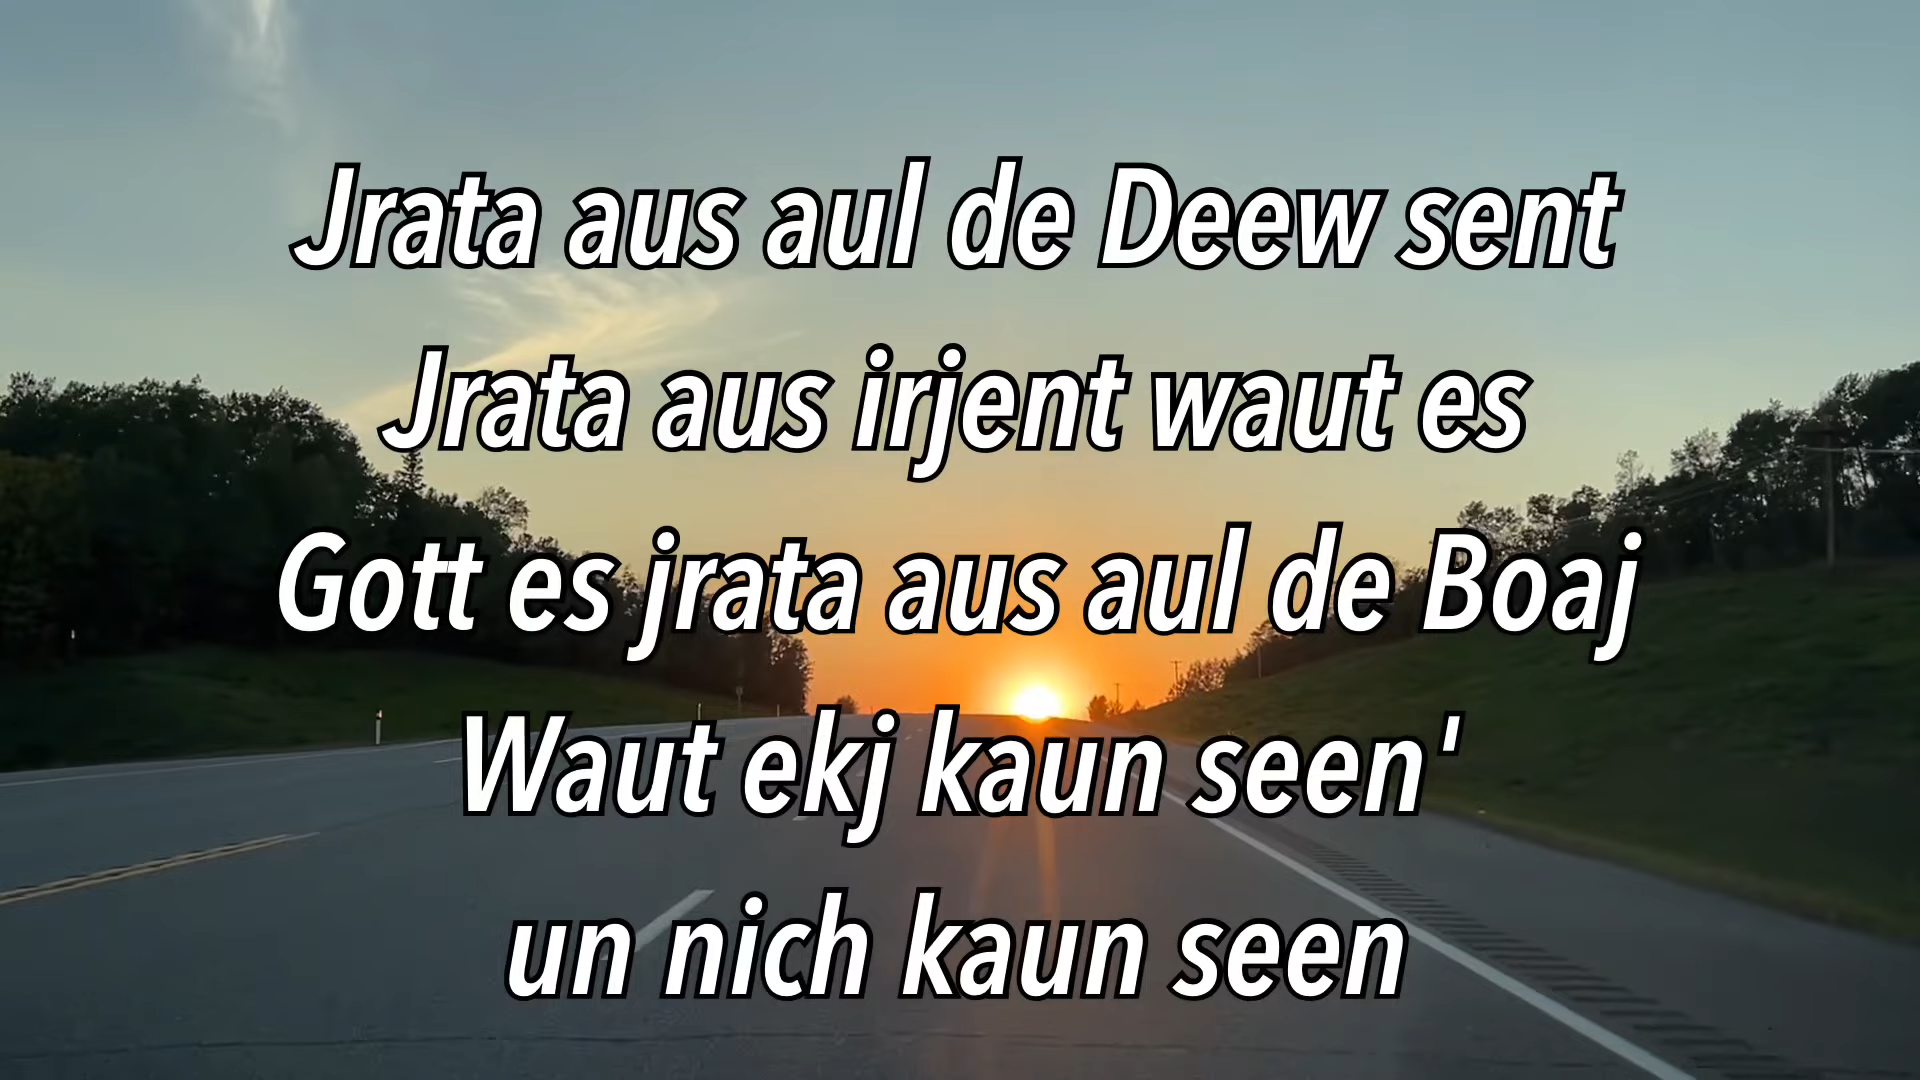 Jrata aus aul de Deew sent
Jrata aus irjent waut es
Gott es jrata aus aul de Boaj
Waut ekj kaun seen'
un nich kaun seen